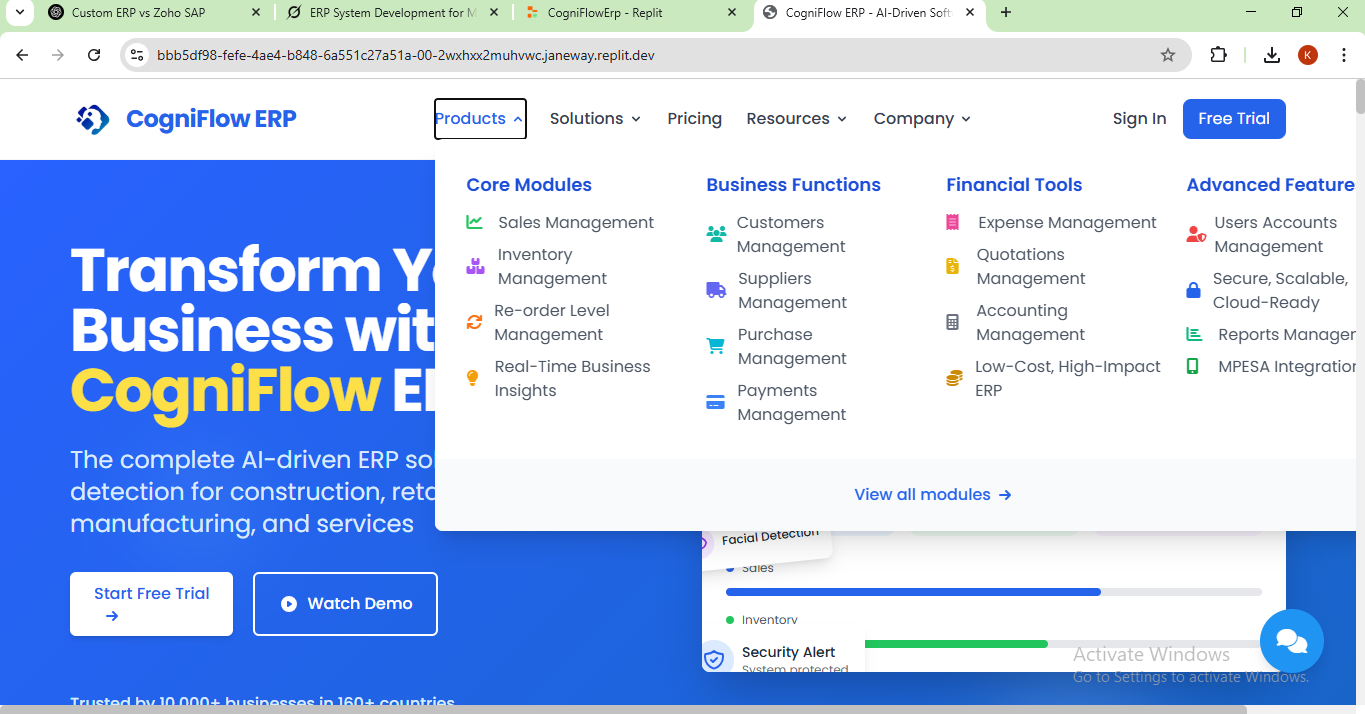 Custom ERP vs Zoho SAP
ERP System Development for M
CogniFlowErp - Replit
CogniFlow ERP - AI-Driven Soft
bbb5df98-fefe-4ae4-b848-6a551c27a51a-00-2wxhxx2muhvwc.janeway.replit.dev
K
CogniFlow ERP
Products
Solutions
Pricing
Resources
Company
Sign In
Free Trial
Core Modules
Sales Management
Inventory
Management
Re-order Level
Management
Real-Time Business
Insights
Business Functions
Customers
Management
Suppliers
Management
Purchase
Management
Payments
Management
Financial Tools
Expense Management
Quotations
Management
Accounting
Management
Low-Cost, High-Impact
ERP
Advanced Feature
Users Accounts
Management
Secure, Scalable,
Cloud-Ready
Reports Manager
MPESA Integration
View all modules
Transform Y
Business wit
CogniFlow E
The complete AI-driven ERP so
detection for construction, reta
manufacturing, and services
Start Free Trial
Watch Demo
Trusted by 10,000+ businesses in 160+ countries
Facial Detection
Sales
Inventory
Security Alert
System protected
Activate Windows
Go to Settings to activate Windows.